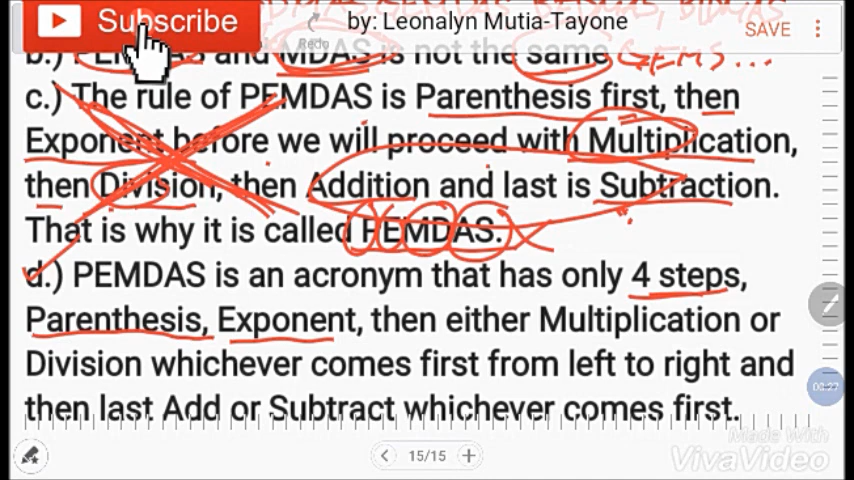 Subscribe
by: Leonalyn Mutia-Tayone
SAVE
Redo
b.) PEMDAS and MDAS is not the same GEMS...
c.) The rule of PEMDAS is Parenthesis first, then
Exponent before we will proceed with Multiplication,
then Division, then Addition and last is Subtraction.
That is why it is called PEMDAS.
d.) PEMDAS is an acronym that has only 4 steps,
Parenthesis, Exponent, then either Multiplication or
Division whichever comes first from left to right and
then last Add or Subtract whichever comes first.
00:27
15/15
Made With
VivaVideo